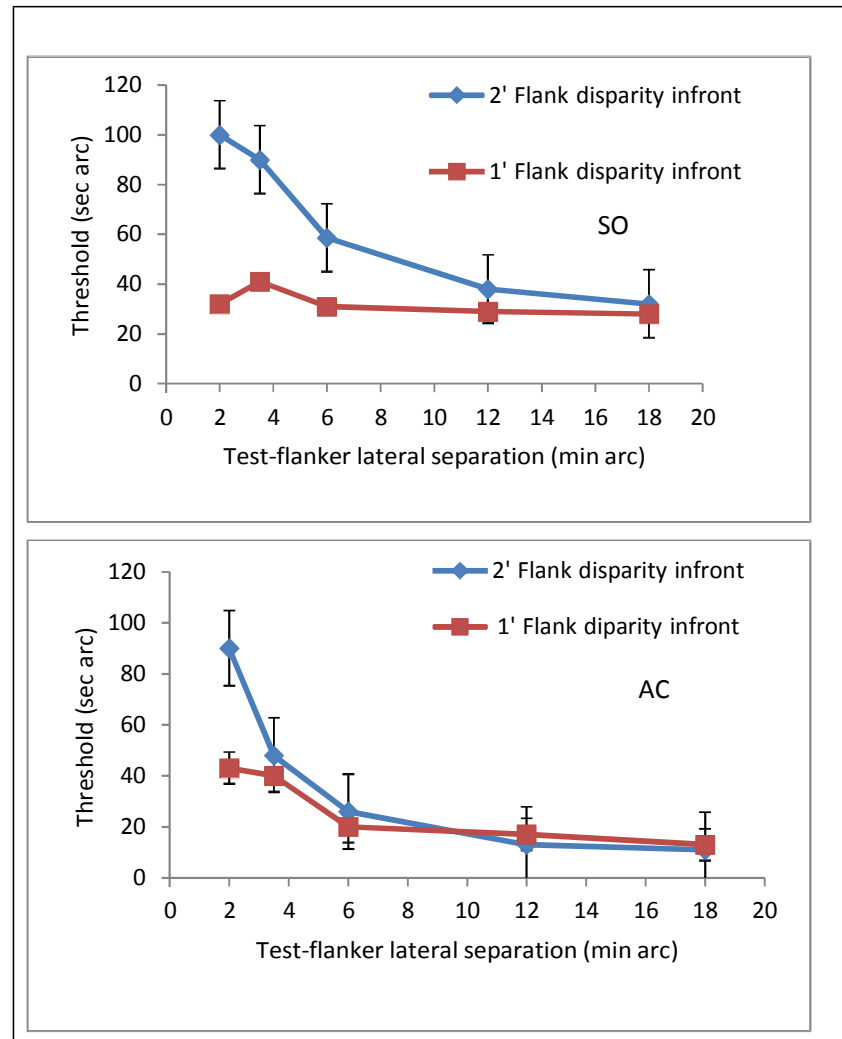 120
100
80
60
40
20
0
Threshold (sec arc)
2' Flank disparity infront
1' Flank disparity infront
SO
0 2 4 6 8 10 12 14 16 18 20
Test-flanker lateral separation (min arc)
120
100
80
60
40
20
0
Threshold (sec arc)
2' Flank disparity infront
1' Flank diparity infront
AC
0 2 4 6 8 10 12 14 16 18 20
Test-flanker lateral separation (min arc)